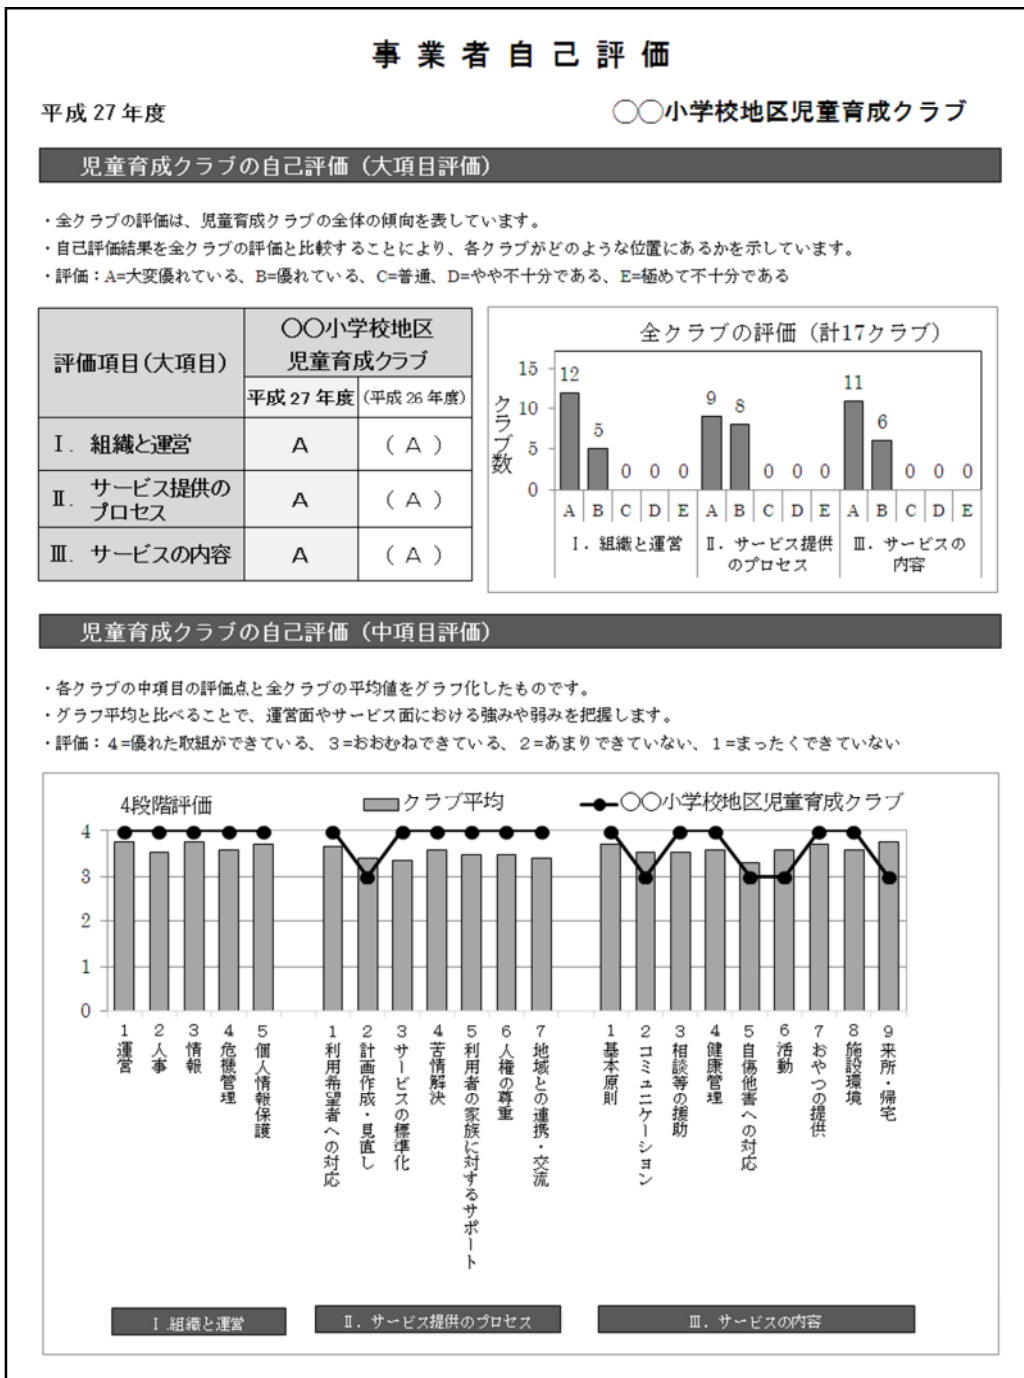 事業者自己評価
平成27年度
〇〇小学校地区児童育成クラブ
児童育成クラブの自己評価（大項目評価）
・全クラブの評価は、児童育成クラブの全体の傾向を表しています。
・自己評価結果を全クラブの評価と比較することにより、各クラブがどのような位置にあるかを示しています。
・評価：A=大変優れている、B=優れている、C=普通、D=やや不十分である、E=極めて不十分である
評価項目（大項目）
〇〇小学校地区
児童育成クラブ
平成27年度 （平成26年度）
Ⅰ．組織と運営 A （A）
Ⅱ．サービス提供の
プロセス A （A）
Ⅲ．サービスの内容 A （A）
全クラブの評価（計17クラブ）
クラブ数
15
10
5
0
12 5 0 0 0 9 8 0 0 0 11 6 0 0 0
A B C D E A B C D E A B C D E
Ⅰ．組織と運営
Ⅱ．サービス提供
のプロセス
Ⅲ．サービスの
内容
児童育成クラブの自己評価（中項目評価）
・各クラブの中項目の評価点と全クラブの平均値をグラフ化したものです。
・グラフ平均と比べることで、運営面やサービス面における強みや弱みを把握します。
・評価：４=優れた取組ができている、３=おおむねできている、２=あまりできていない、１=まったくできていない
4段階評価
クラブ平均
〇〇小学校地区児童育成クラブ
4
3
2
1
0
1運営
2人事
3情報
4危機管理
5個人情報保護
1利用希望者への対応
2計画作成・見直し
3サービスの標準化
4苦情解決
5利用者の家族に対するサポート
6人権の尊重
7地域との連携・交流
1基本原則
2コミュニケーション
3相談等の援助
4健康管理
5自傷他害への対応
6活動
7おやつの提供
8施設環境
9来所・帰宅
Ⅰ.組織と運営
Ⅱ．サービス提供のプロセス
Ⅲ．サービスの内容